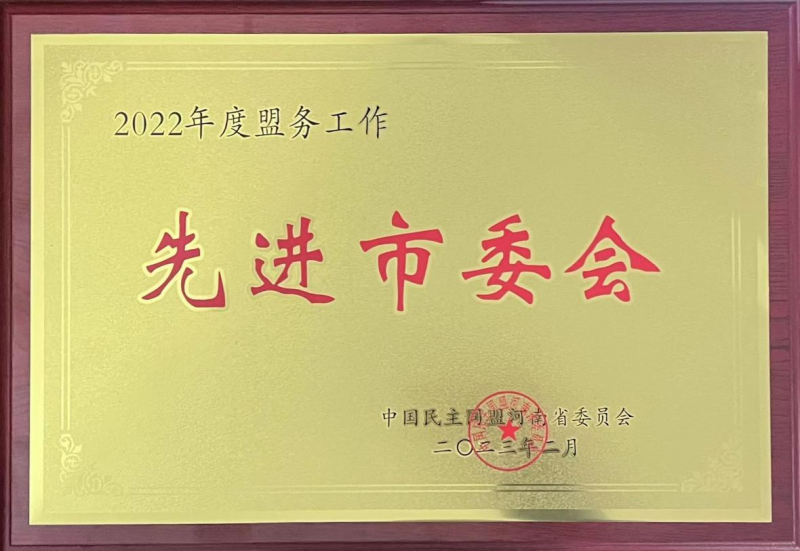 2022年度盟务工作
先进市委会
中国民主同盟河南省委员会
二〇二三年二月